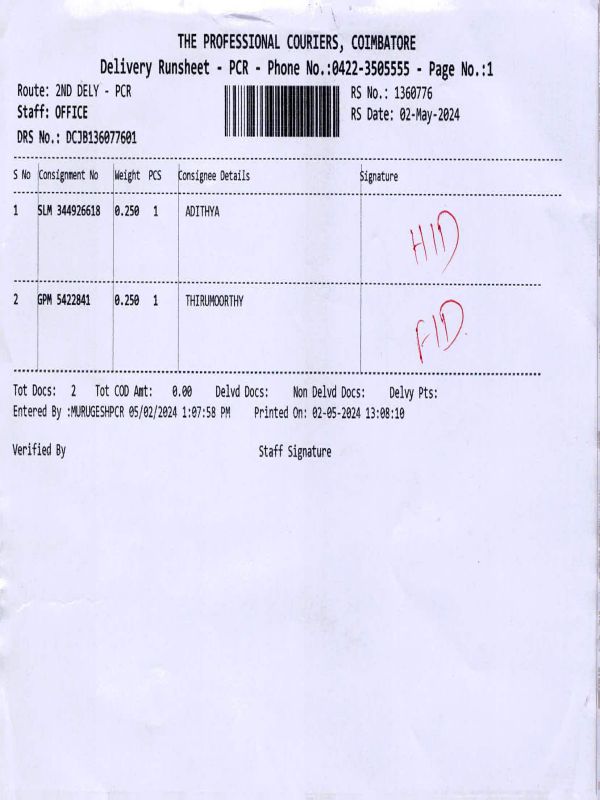 THE PROFESSIONAL COURIERS, COIMBATORE
Delivery Runsheet - PCR - Phone No.:0422-3505555 - Page No.:1
Route: 2ND DELY - PCR RS No.: 1360776
Staff: OFFICE RS Date: 02-May-2024
DRS No.: DCJB136077601
S No Consignment No Weight PCS Consignee Details Signature
1 SLM 344926618 0.250 1 ADITHYA HID
2 GPM 5422841 0.250 1 THIRUMOORTHY FID
Tot Docs: 2 Tot COD Amt: 0.00 Delvd Docs: Non Delvd Docs: Delvy Pts:
Entered By :MURUGESHPCR 05/02/2024 1:07:58 PM Printed On: 02-05-2024 13:08:10
Verified By Staff Signature